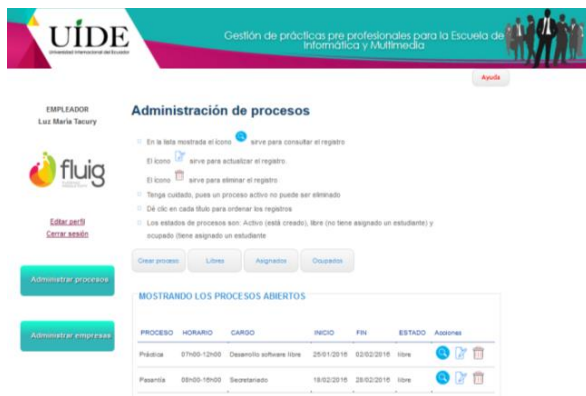 UIDE
Universidad Internacional del Ecuador
Gestión de prácticas pre profesionales para la Escuela de
Informática y Multimedia
Ayuda
EMPLEADOR
Luz Maria Tacury
fluig
Editar perfil
Cerrar sesión
Administrar procesos
Administrar empresas
Administración de procesos
En la lista mostrada el ícono sirve para consultar el registro
El ícono sirve para actualizar el registro
El ícono sirve para eliminar el registro
Tenga cuidado, pues un proceso activo no puede ser eliminado
Dé clic en cada título para ordenar los registros
Los estados de procesos son: Activo (está creado), libre (no tiene asignado un estudiante) y
ocupado (tiene asignado un estudiante
Crear proceso Libres Asignados Ocupados
MOSTRANDO LOS PROCESOS ABIERTOS
PROCESO HORARIO CARGO INICIO FIN ESTADO Acciones
Práctica 07h00-12h00 Desarrollo software libre 26/01/2016 02/02/2016 libre
Pasantía 08h00-16h00 Secretariado 19/02/2016 28/02/2016 libre